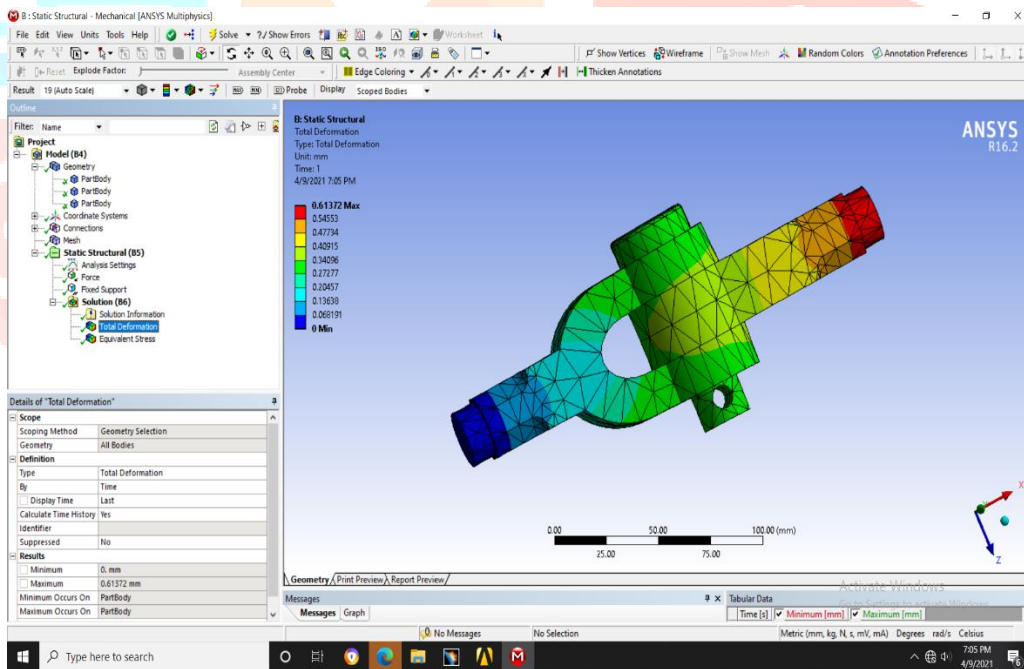 B : Static Structural - Mechanical [ANSYS Multiphysics]
File Edit View Units Tools Help Solve ?/ Show Errors Worksheet
Show Vertices Wireframe Show Mesh Random Colors Annotation Preferences
Reset Explode Factor: Assembly Center Edge Coloring Thicken Annotations
Result 19 (Auto Scale) Probe Display Scoped Bodies
Outline
Filter: Name
Project
Model (B4)
Geometry
PartBody
PartBody
PartBody
Coordinate Systems
Connections
Mesh
Static Structural (B5)
Analysis Settings
Force
Fixed Support
Solution (B6)
Solution Information
Total Deformation
Equivalent Stress
Details of "Total Deformation"
Scope
Scoping Method Geometry Selection
Geometry All Bodies
Definition
Type Total Deformation
By Time
Display Time Last
Calculate Time History Yes
Identifier
Suppressed No
Results
Minimum 0. mm
Maximum 0.61372 mm
Minimum Occurs On PartBody
Maximum Occurs On PartBody
B: Static Structural
Total Deformation
Type: Total Deformation
Unit: mm
Time: 1
4/9/2021 7:05 PM
0.61372 Max
0.54553
0.47734
0.40915
0.34096
0.27277
0.20457
0.13638
0.068191
0 Min
ANSYS
R16.2
0.00 50.00 100.00 (mm)
25.00 75.00
X
Z
Geometry Print Preview Report Preview
Activate Windows
Go to Settings to activate Windows.
Messages
Messages Graph
Tabular Data
Time [s] Minimum [mm] Maximum [mm]
No Messages No Selection Metric (mm, kg, N, s, mV, mA) Degrees rad/s Celsius
Type here to search
7:05 PM
4/9/2021